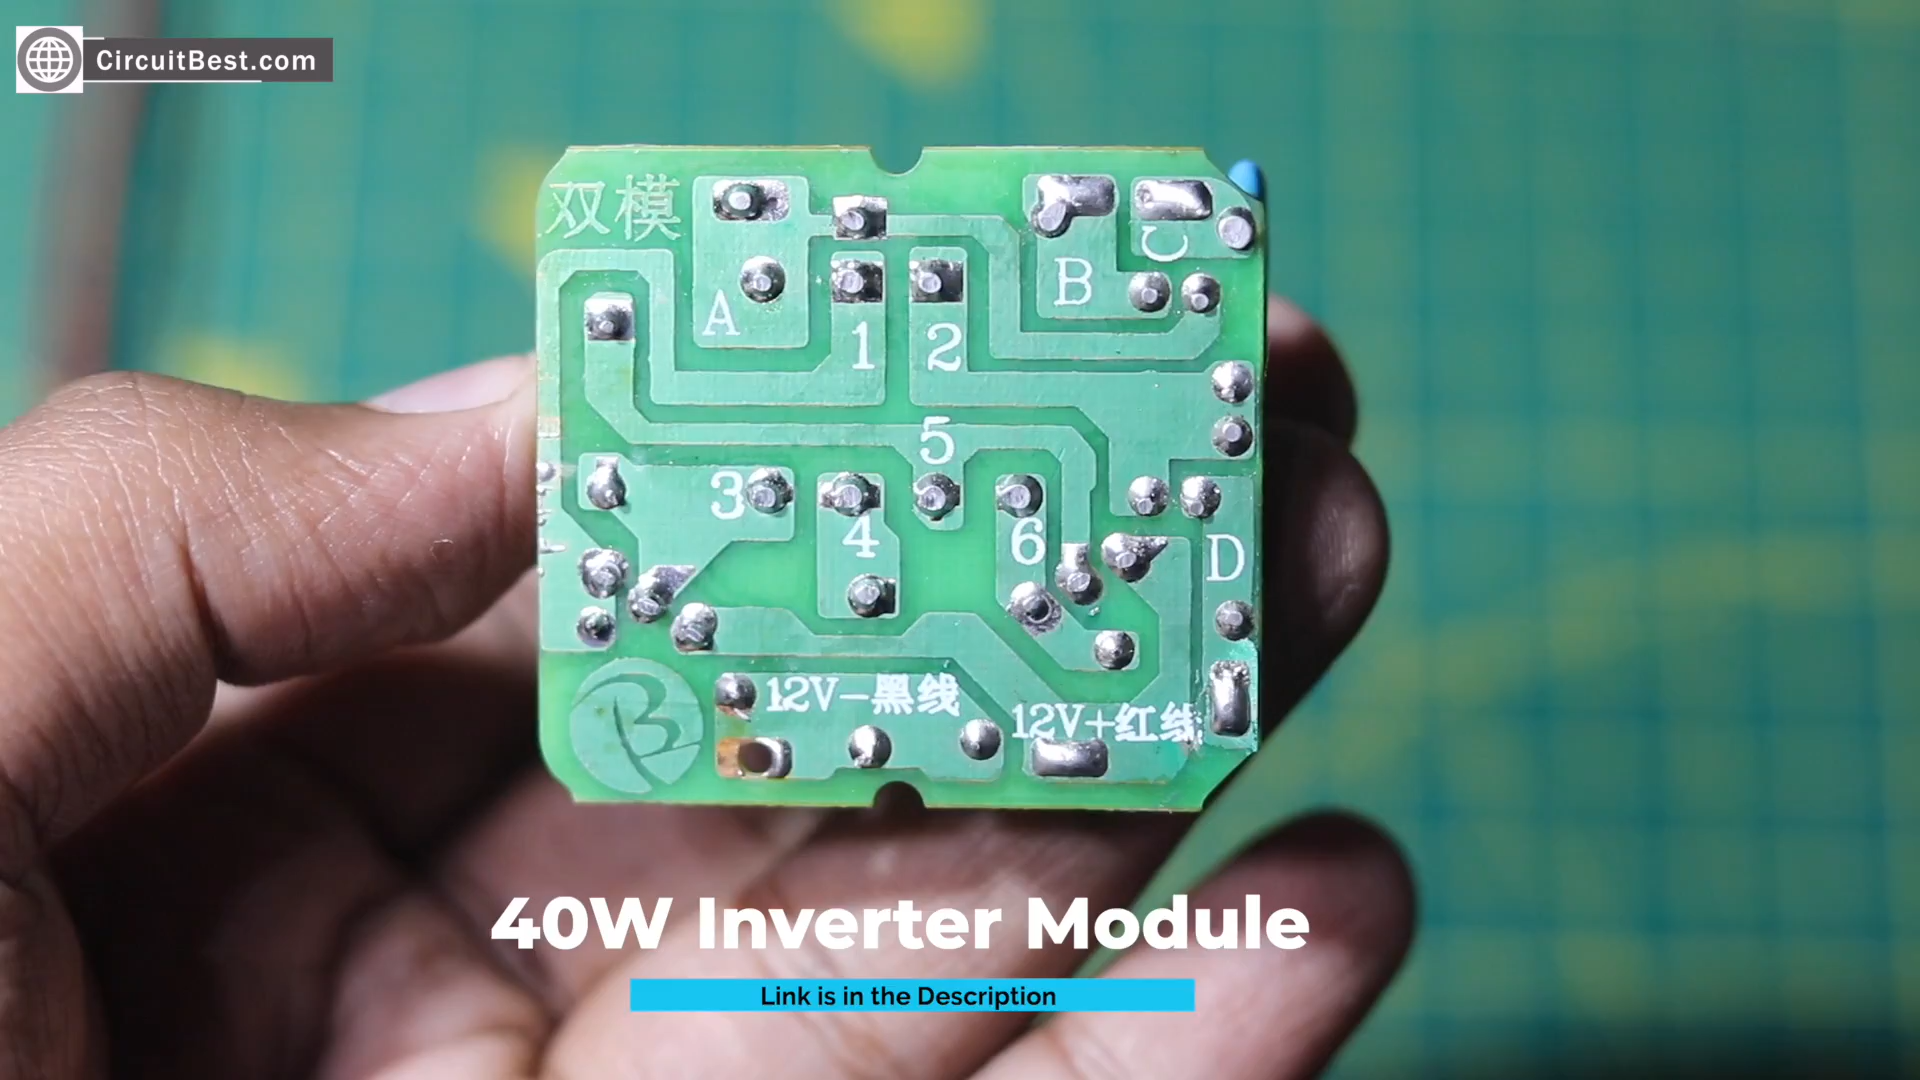 CircuitBest.com
双模
A
B
C
1
2
5
3
4
6
D
12V-黑线
12V+红线
B
40W Inverter Module
Link is in the Description